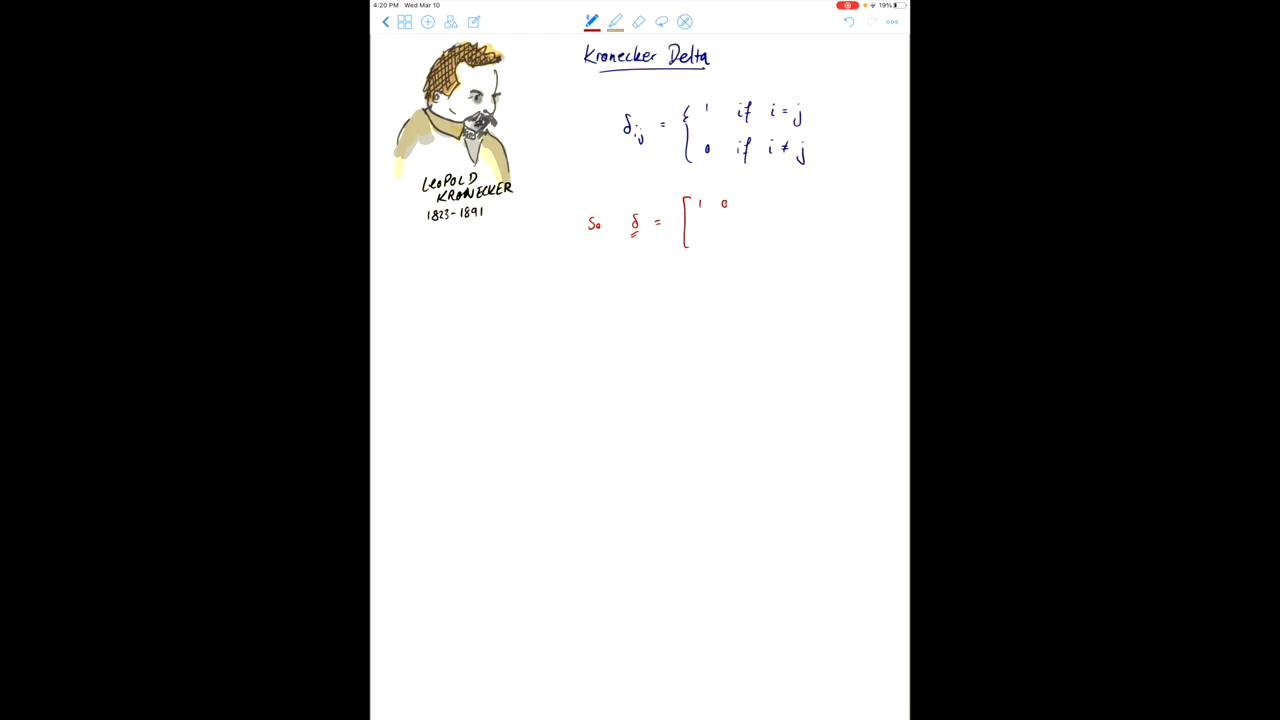 4:20 PM Wed Mar 10 19%
Kronecker Delta
δij = { 1 if i = j
0 if i ≠ j
LEOPOLD
KRONECKER
1823-1891
So δ = [ 1 0